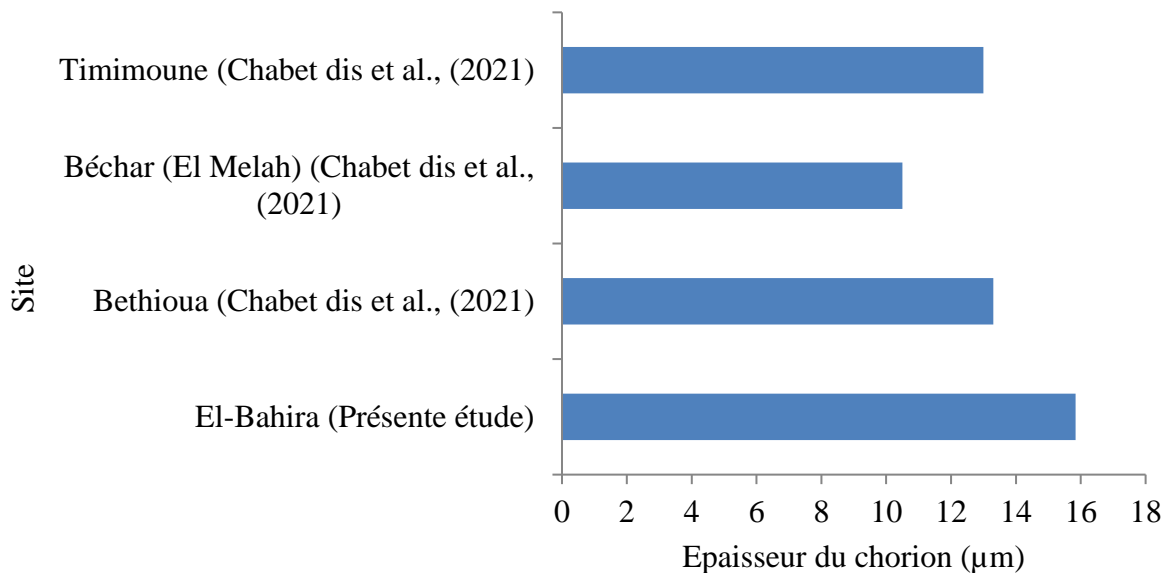 Timimoune (Chabet dis et al., (2021)
Béchar (El Melah) (Chabet dis et al.,
(2021)
Bethioua (Chabet dis et al., (2021)
El-Bahira (Présente étude)
Site
0 2 4 6 8 10 12 14 16 18
Epaisseur du chorion (µm)